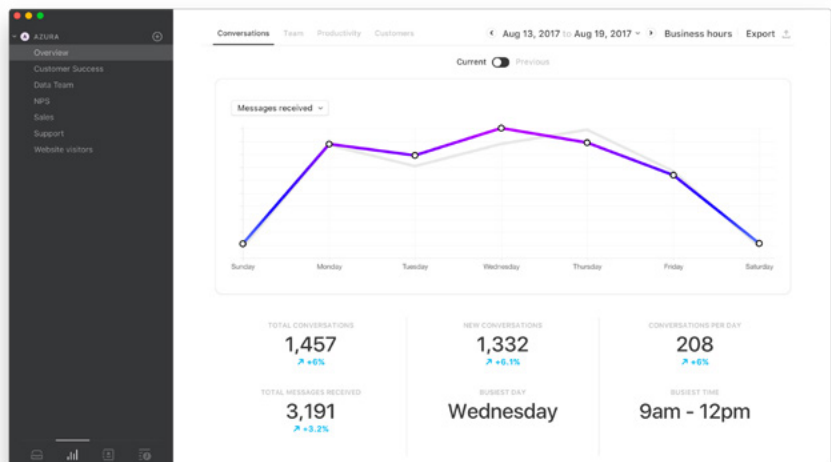 AZURA
Overview
Customer Success
Data Team
NPS
Sales
Support
Website visitors
Conversations Team Productivity Customers
Aug 13, 2017 to Aug 19, 2017 Business hours Export
Current Previous
Messages received
Sunday Monday Tuesday Wednesday Thursday Friday Saturday
TOTAL CONVERSATIONS NEW CONVERSATIONS CONVERSATIONS PER DAY
1,457 1,332 208
+6% +6.1% +6%
TOTAL MESSAGES RECEIVED BUSIEST DAY BUSIEST TIME
3,191 Wednesday 9am - 12pm
+3.2%